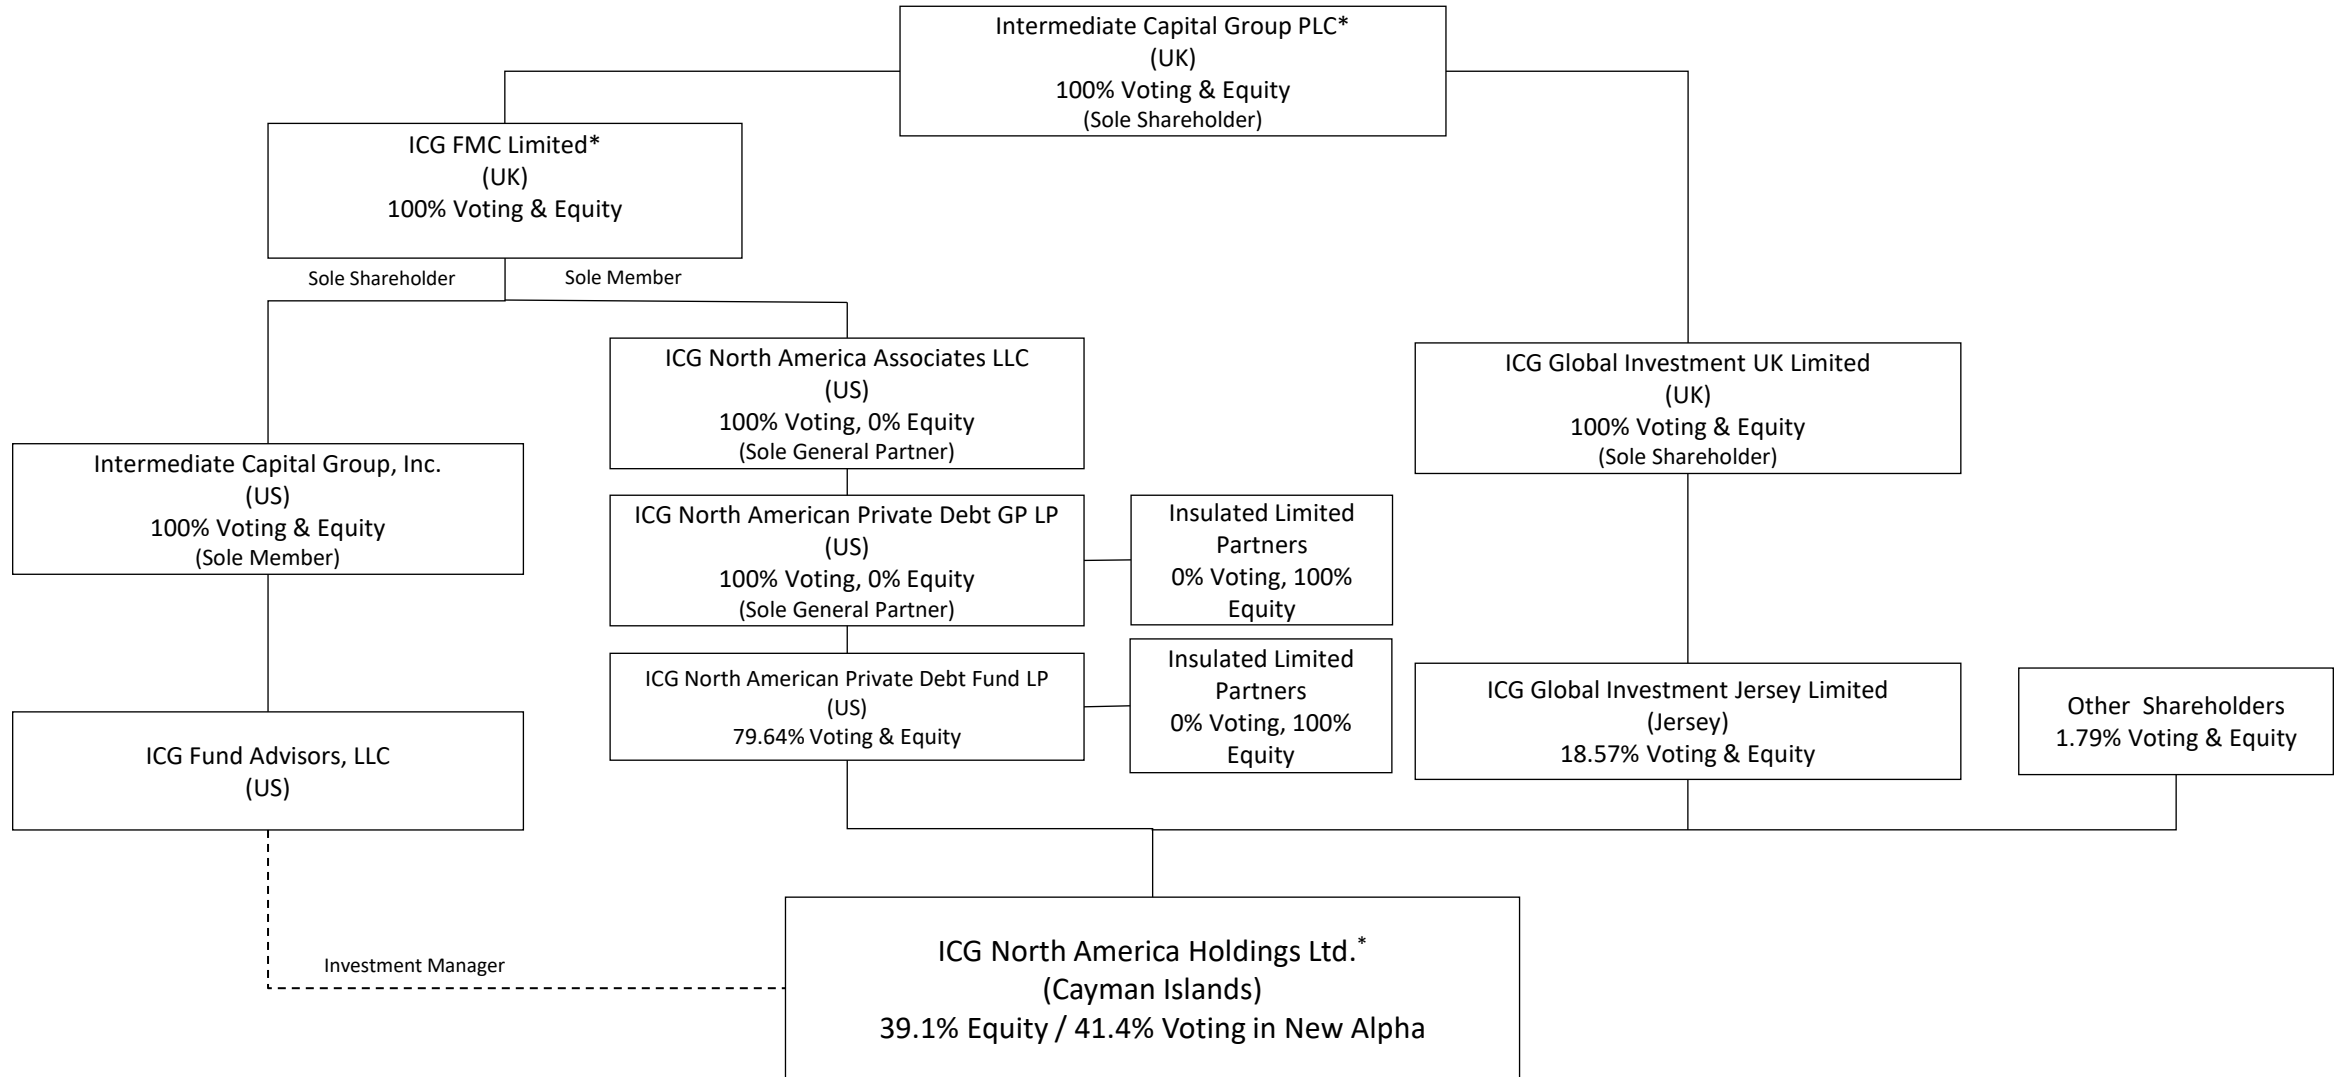 Intermediate Capital Group PLC*
(UK)
100% Voting & Equity
(Sole Shareholder)
ICG FMC Limited*
(UK)
100% Voting & Equity
Sole Shareholder
Sole Member
ICG North America Associates LLC
(US)
100% Voting, 0% Equity
(Sole General Partner)
ICG Global Investment UK Limited
(UK)
100% Voting & Equity
(Sole Shareholder)
Intermediate Capital Group, Inc.
(US)
100% Voting & Equity
(Sole Member)
ICG North American Private Debt GP LP
(US)
100% Voting, 0% Equity
(Sole General Partner)
Insulated Limited
Partners
0% Voting, 100%
Equity
ICG North American Private Debt Fund LP
(US)
79.64% Voting & Equity
Insulated Limited
Partners
0% Voting, 100%
Equity
ICG Global Investment Jersey Limited
(Jersey)
18.57% Voting & Equity
Other Shareholders
1.79% Voting & Equity
ICG Fund Advisors, LLC
(US)
Investment Manager
ICG North America Holdings Ltd.*
(Cayman Islands)
39.1% Equity / 41.4% Voting in New Alpha